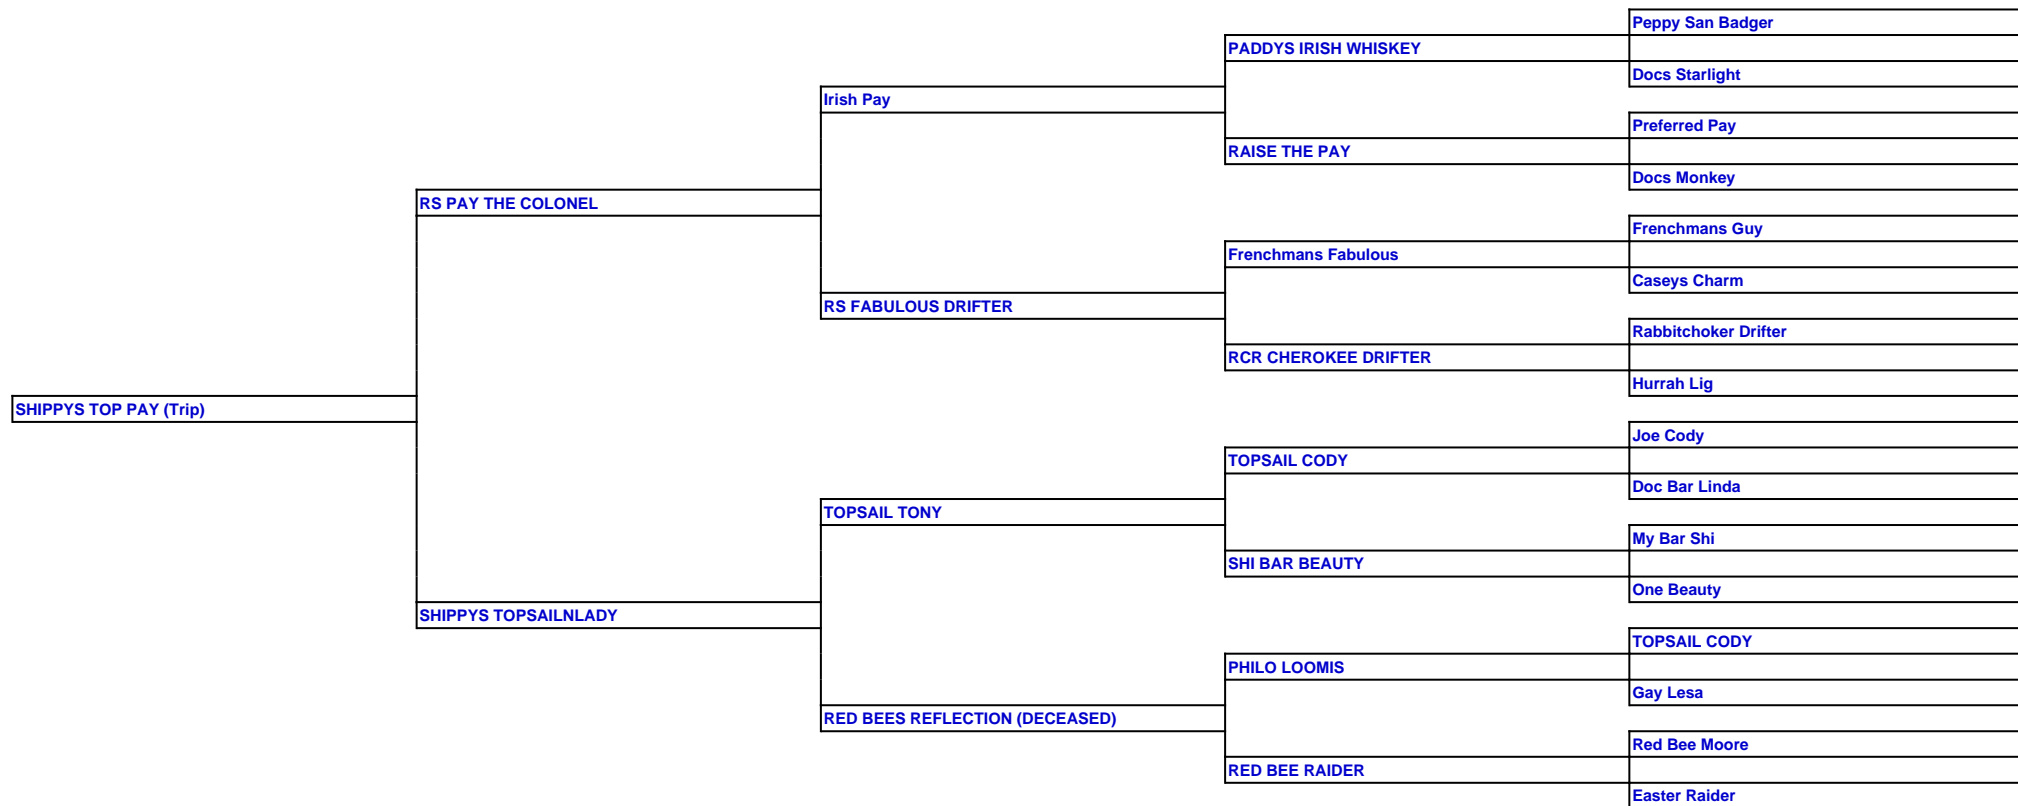 Peppy San Badger
PADDYS IRISH WHISKEY
Docs Starlight
Irish Pay
Preferred Pay
RAISE THE PAY
Docs Monkey
RS PAY THE COLONEL
Frenchmans Guy
Frenchmans Fabulous
Caseys Charm
RS FABULOUS DRIFTER
Rabbitchoker Drifter
RCR CHEROKEE DRIFTER
Hurrah Lig
SHIPPYS TOP PAY (Trip)
Joe Cody
TOPSAIL CODY
Doc Bar Linda
TOPSAIL TONY
My Bar Shi
SHI BAR BEAUTY
One Beauty
SHIPPYS TOPSAILNLADY
TOPSAIL CODY
PHILO LOOMIS
Gay Lesa
RED BEES REFLECTION (DECEASED)
Red Bee Moore
RED BEE RAIDER
Easter Raider